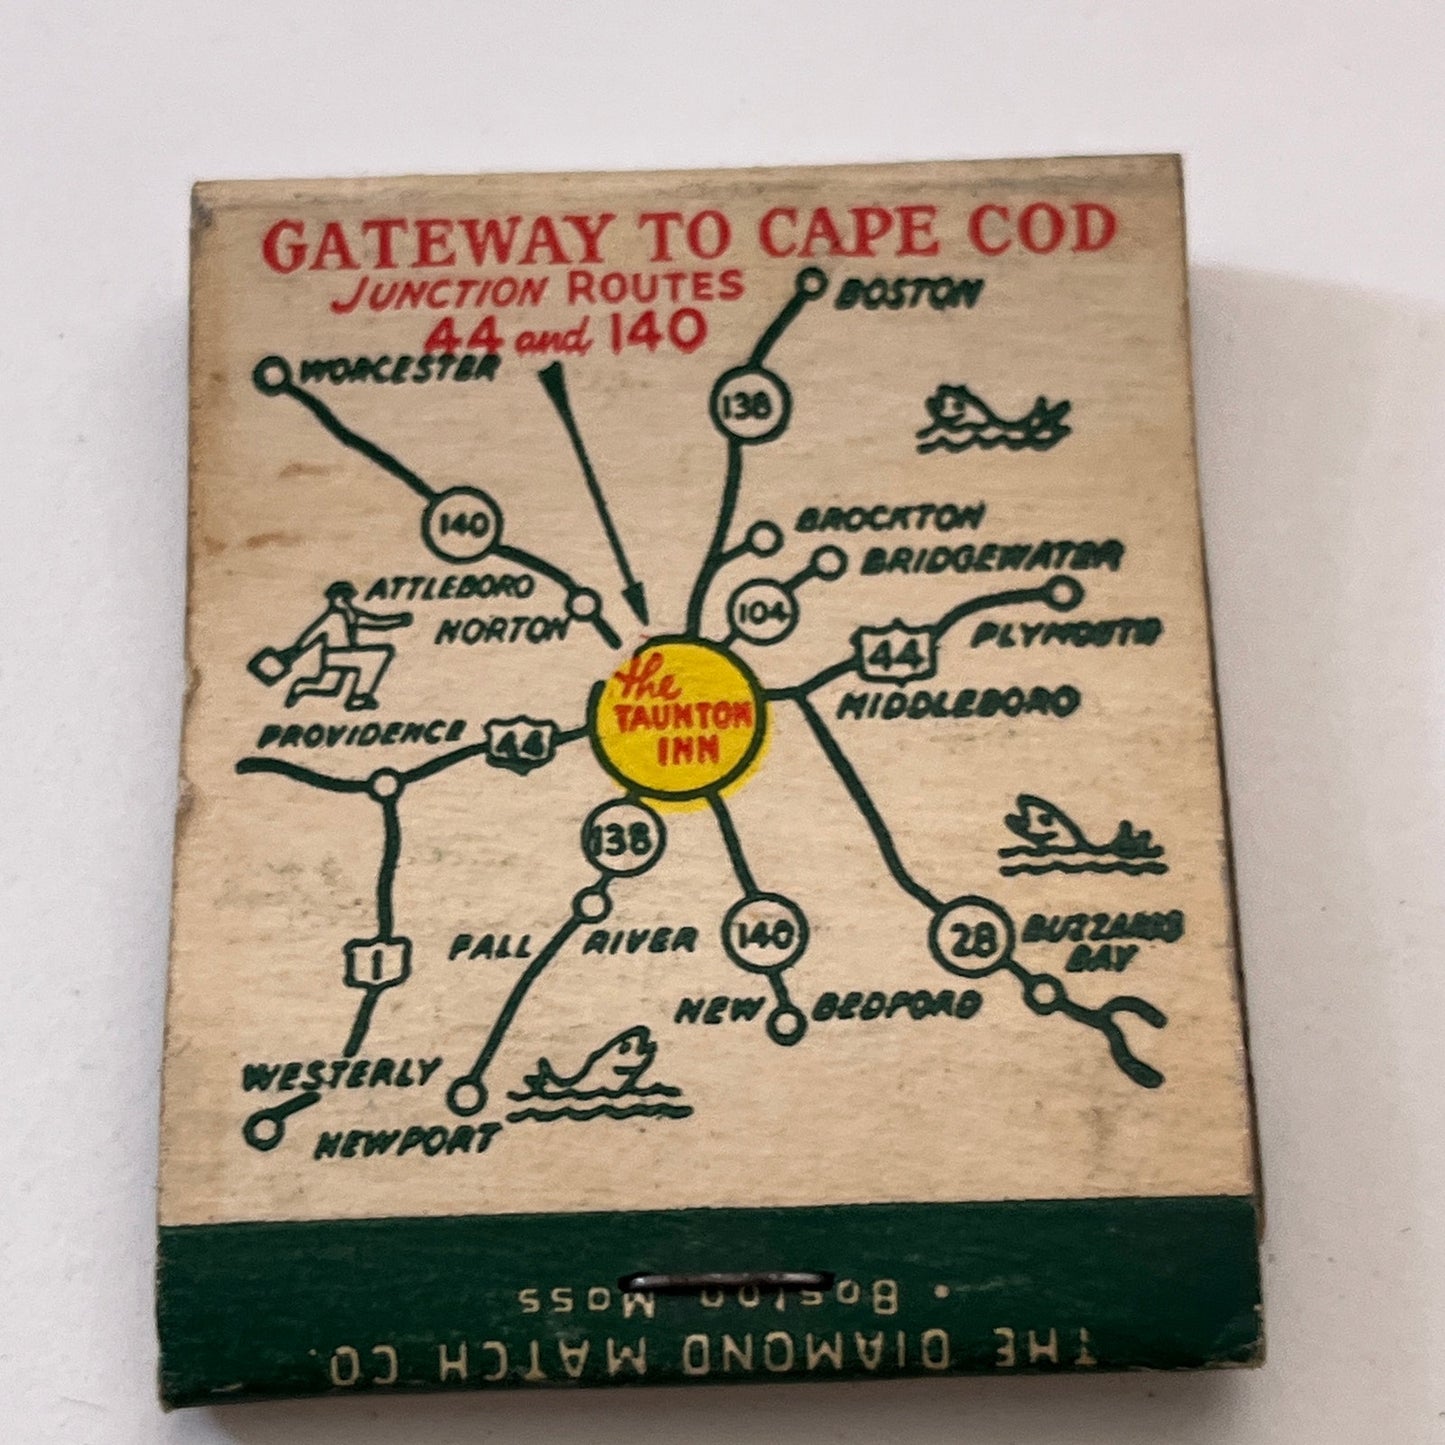 GATEWAY TO CAPE COD
JUNCTION ROUTES
44 and 140
BOSTON
WORCESTER
138
140
BROCKTON
BRIDGEWATER
ATTLEBORO
NORTON
104
PLYMOUTH
44
the
TAUNTON
INN
MIDDLEBORO
PROVIDENCE
44
138
FALL RIVER
140
28
BUZZARDS
BAY
1
NEW BEDFORD
WESTERLY
NEWPORT
THE DIAMOND MATCH CO.
• Boston Mass